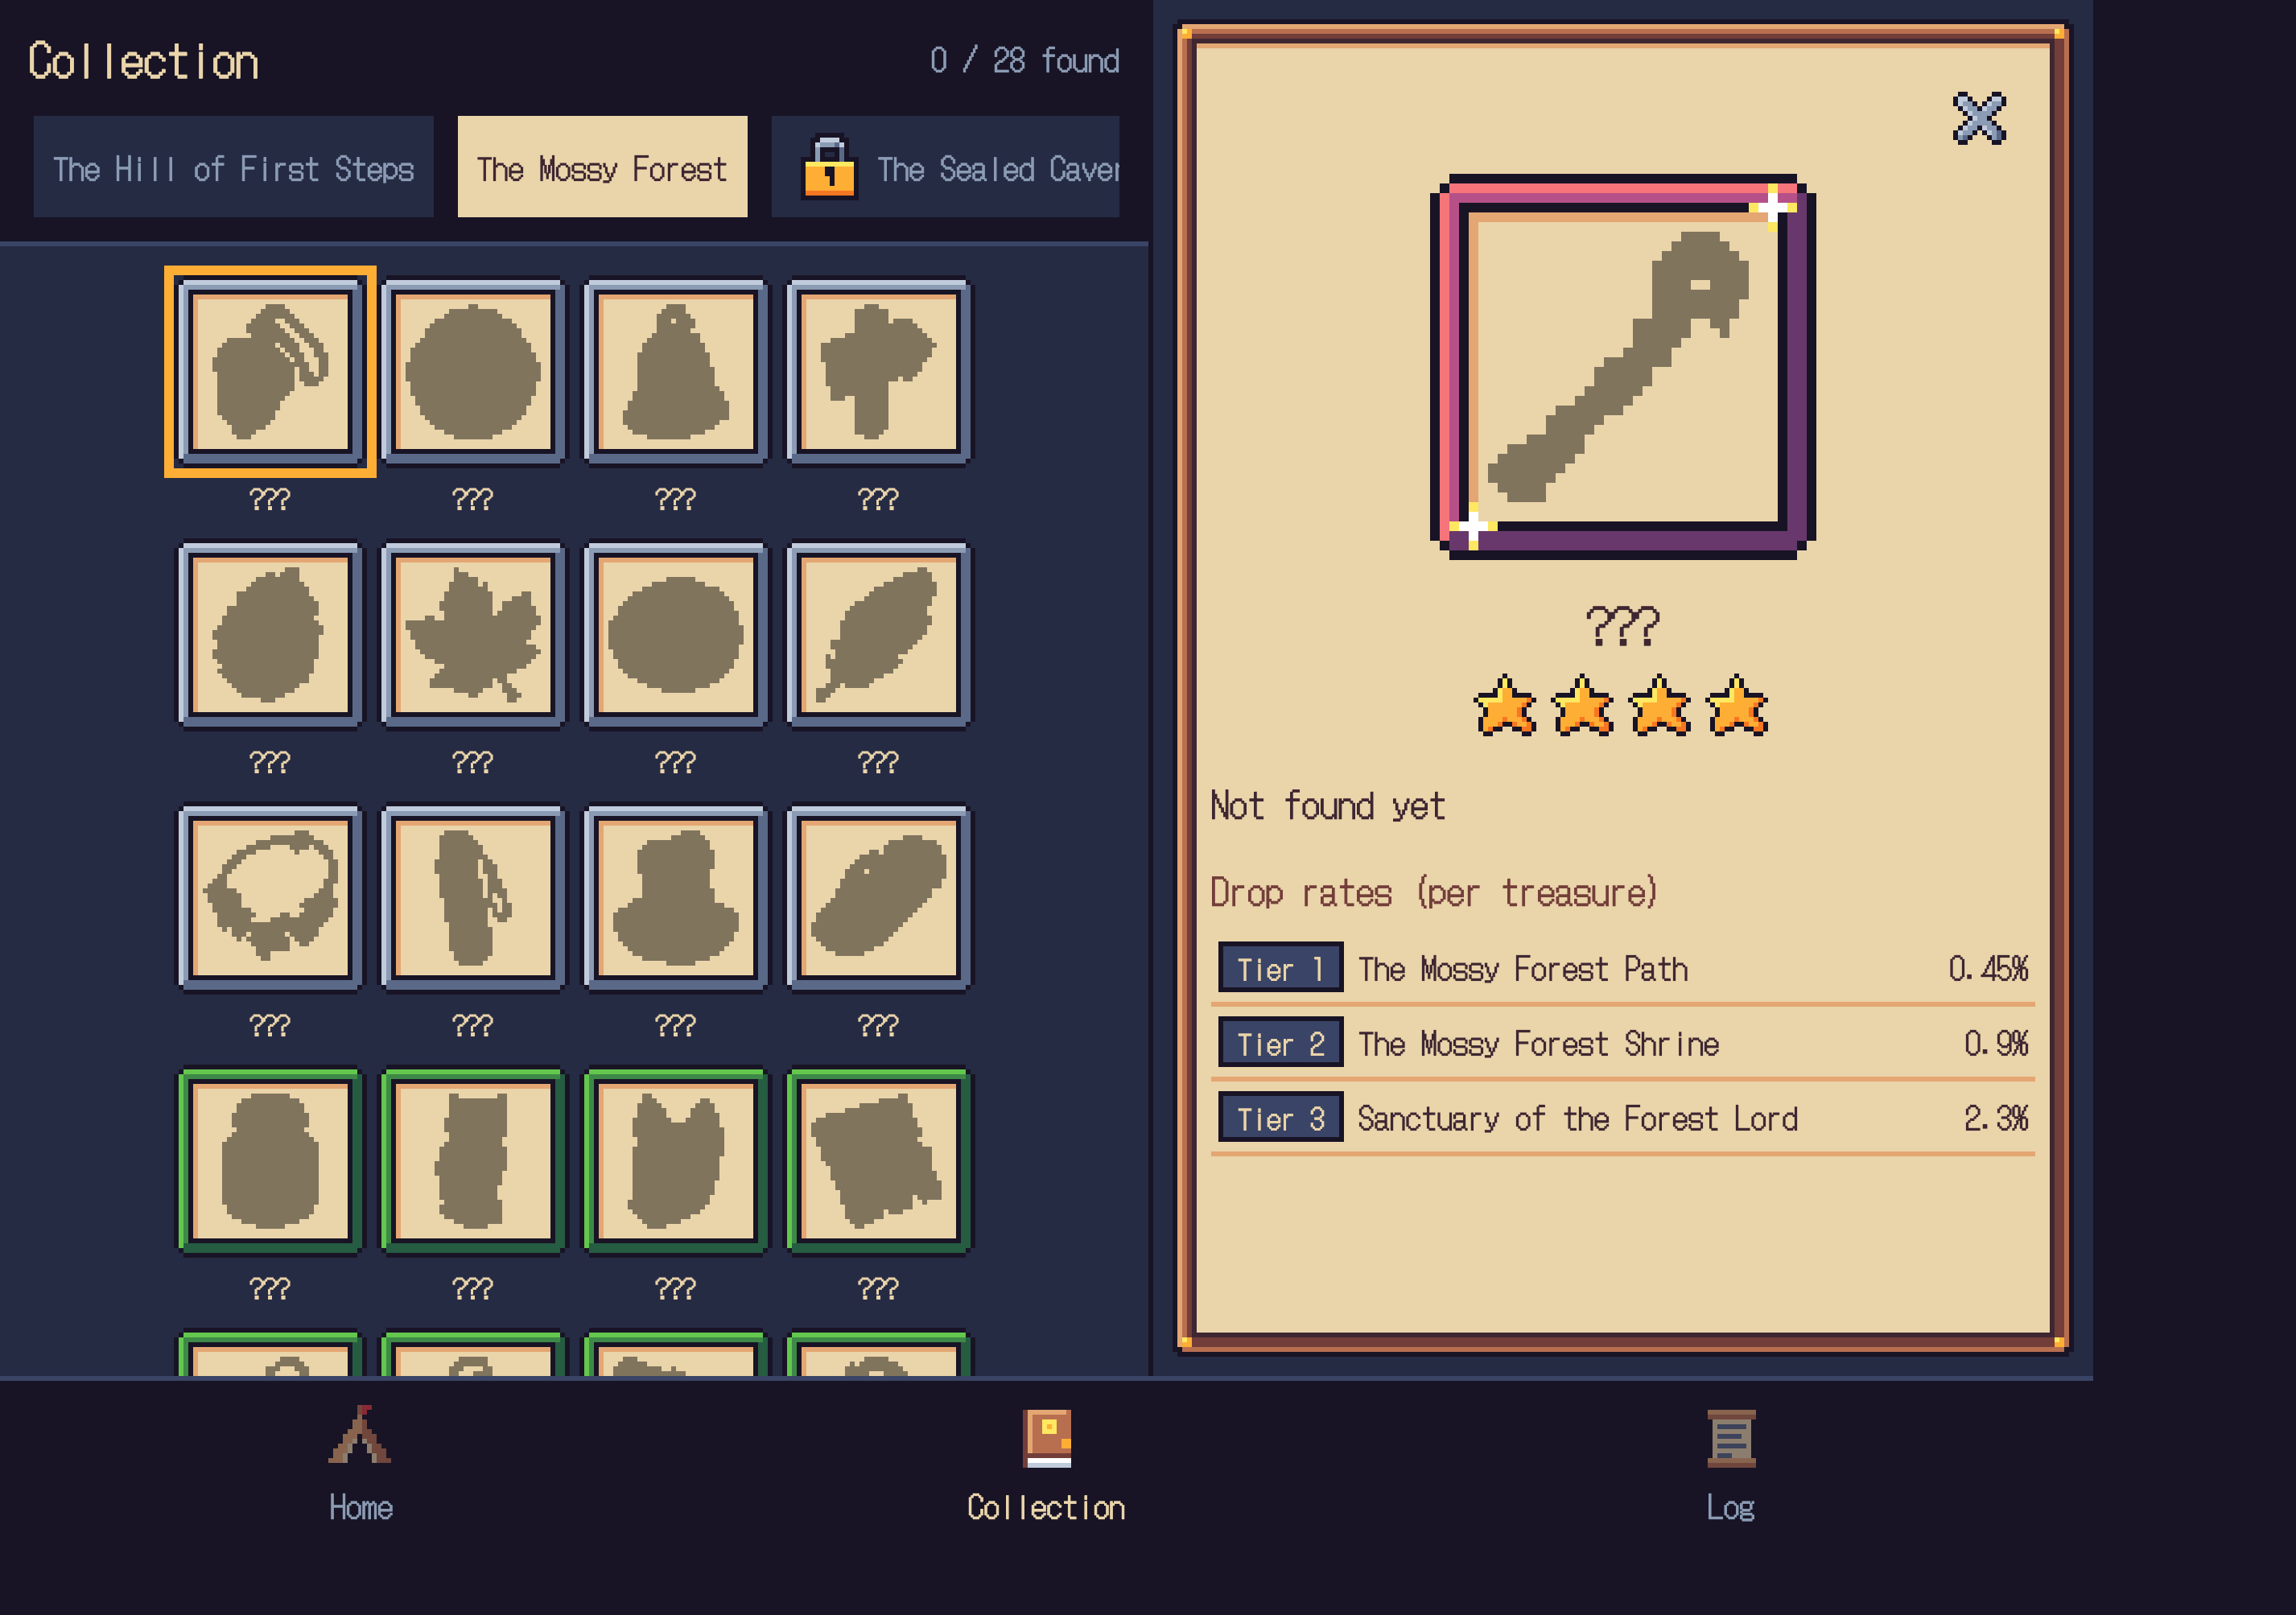 Collection
0 / 28 found
The Hill of First Steps
The Mossy Forest
The Sealed Caver
??? ??? ??? ???
??? ??? ??? ???
??? ??? ??? ???
??? ??? ??? ???
???
Not found yet
Drop rates (per treasure)
Tier 1 The Mossy Forest Path 0.45%
Tier 2 The Mossy Forest Shrine 0.9%
Tier 3 Sanctuary of the Forest Lord 2.3%
Home
Collection
Log